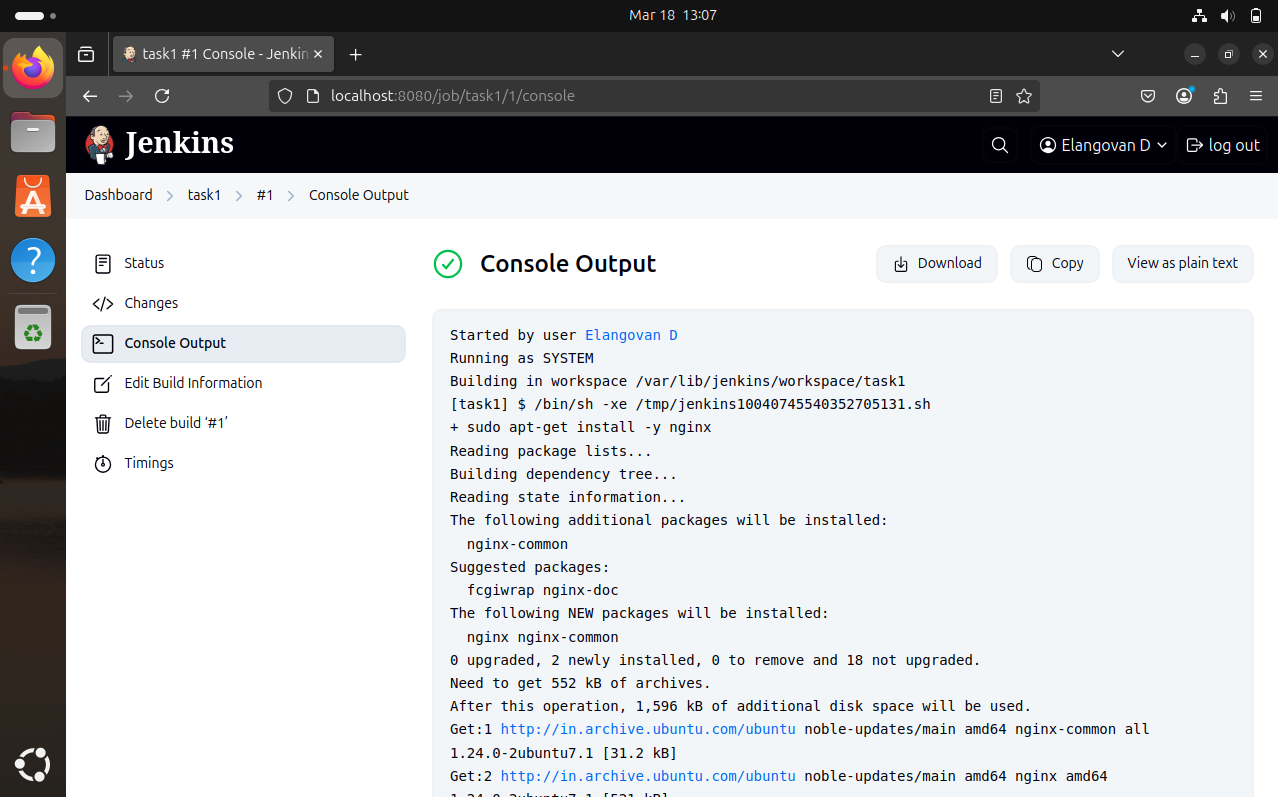 Mar 18 13:07
task1 #1 Console - Jenkin
localhost:8080/job/task1/1/console
Jenkins
Elangovan D
log out
Dashboard
task1
#1
Console Output
Status
Changes
Console Output
Edit Build Information
Delete build ‘#1’
Timings
Console Output
Download
Copy
View as plain text
Started by user Elangovan D
Running as SYSTEM
Building in workspace /var/lib/jenkins/workspace/task1
[task1] $ /bin/sh -xe /tmp/jenkins10040745540352705131.sh
+ sudo apt-get install -y nginx
Reading package lists...
Building dependency tree...
Reading state information...
The following additional packages will be installed:
  nginx-common
Suggested packages:
  fcgiwrap nginx-doc
The following NEW packages will be installed:
  nginx nginx-common
0 upgraded, 2 newly installed, 0 to remove and 18 not upgraded.
Need to get 552 kB of archives.
After this operation, 1,596 kB of additional disk space will be used.
Get:1 http://in.archive.ubuntu.com/ubuntu noble-updates/main amd64 nginx-common all
1.24.0-2ubuntu7.1 [31.2 kB]
Get:2 http://in.archive.ubuntu.com/ubuntu noble-updates/main amd64 nginx amd64
1.24.0-2ubuntu7.1 [521 kB]